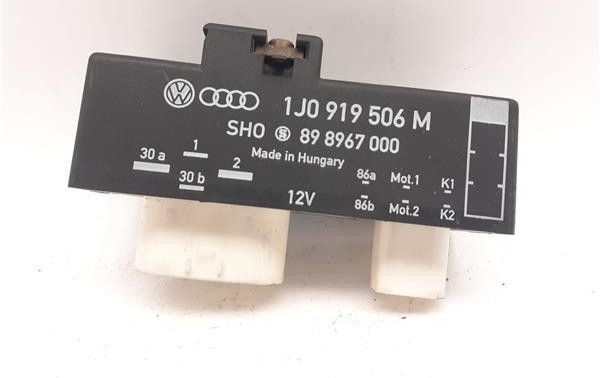 1J0 919 506 M
SHO 89 8967 000
Made in Hungary
30 a 1 2 86a Mot.1 K1
30 b 12V 86b Mot.2 K2